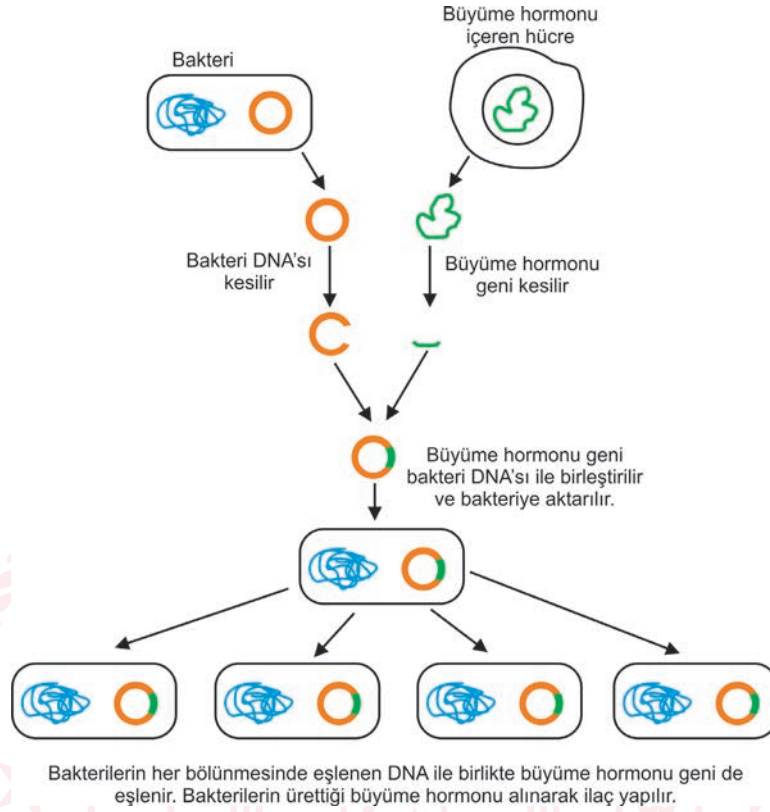 Bakteri
Büyüme hormonu
içeren hücre
Bakteri DNA'sı
kesilir
Büyüme hormonu
geni kesilir
Büyüme hormonu geni
bakteri DNA'sı ile birleştirilir
ve bakteriye aktarılır.
Bakterilerin her bölünmesinde eşlenen DNA ile birlikte büyüme hormonu geni de
eşlenir. Bakterilerin ürettiği büyüme hormonu alınarak ilaç yapılır.